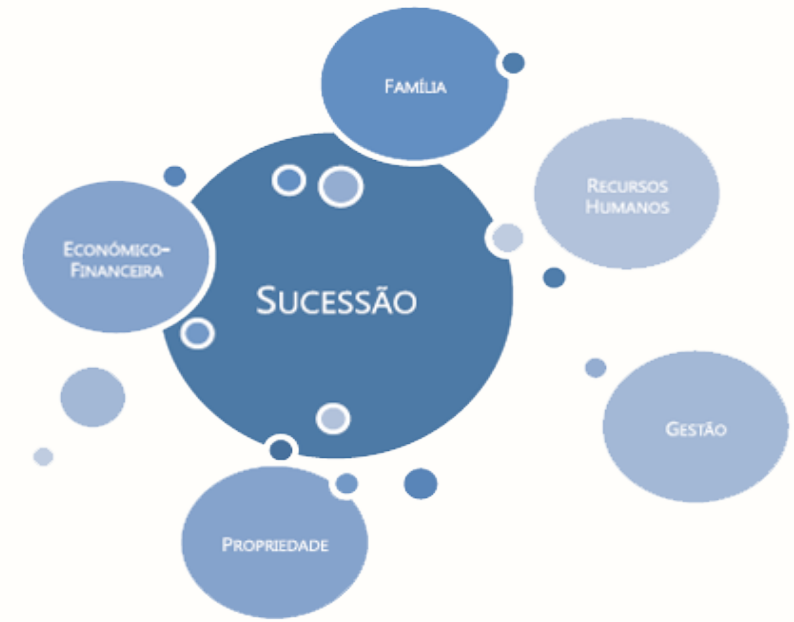 Família
Recursos
Humanos
Económico-
Financeira
Sucessão
Gestão
Propriedade